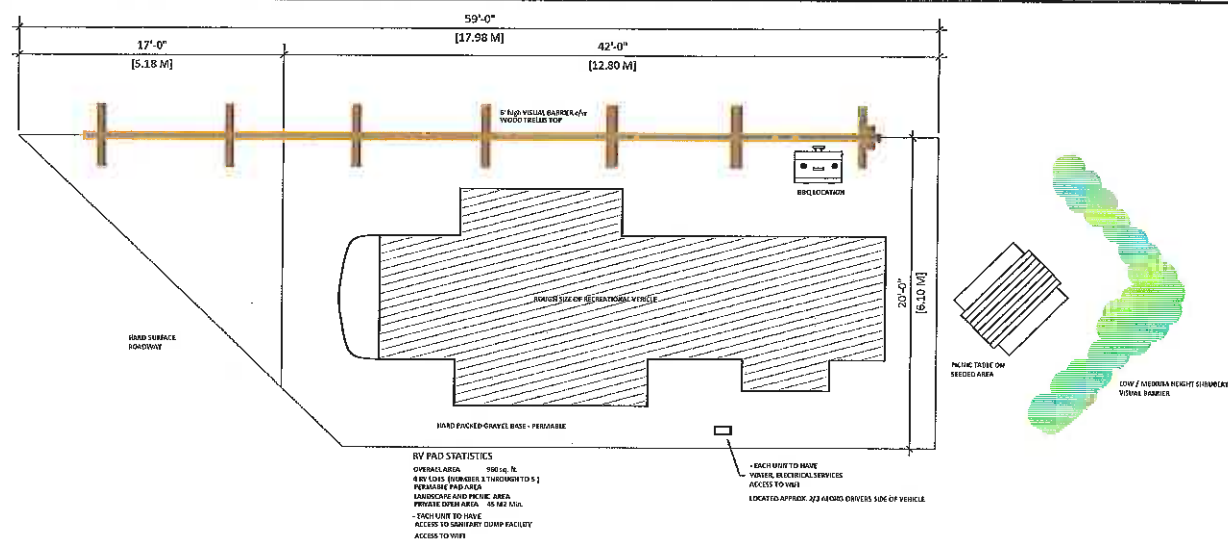 59'-0"
[17.98 M]
17'-0"
42'-0"
[5.18 M]
[12.80 M]
6' high VISUAL BARRIER c/w
WOOD TRELLIS TOP
BBQ LOCATION
ROUGH SIZE OF RECREATIONAL VEHICLE
20'-0"
[6.10 M]
HARD SURFACE
ROADWAY
PICNIC TABLE ON
SEEDED AREA
LOW / MEDIUM HEIGHT SHRUBERY
VISUAL BARRIER
HARD PACKED GRAVEL BASE - PERMABLE
RV PAD STATISTICS
OVERALL AREA 960 sq. ft.
RV LOTS (NUMBER 1 THROUGH TO 5)
PERMABLE PAD AREA
LANDSCAPE AND PICNIC AREA
PRIVATE OPEN AREA 45 M2 Min.
- EACH UNIT TO HAVE
ACCESS TO SANITARY DUMP FACILITY
ACCESS TO WIFI
- EACH UNIT TO HAVE
WATER, ELECTRICAL SERVICES
ACCESS TO WIFI
LOCATED APPROX. 2/3 ALONG DRIVERS SIDE OF VEHICLE